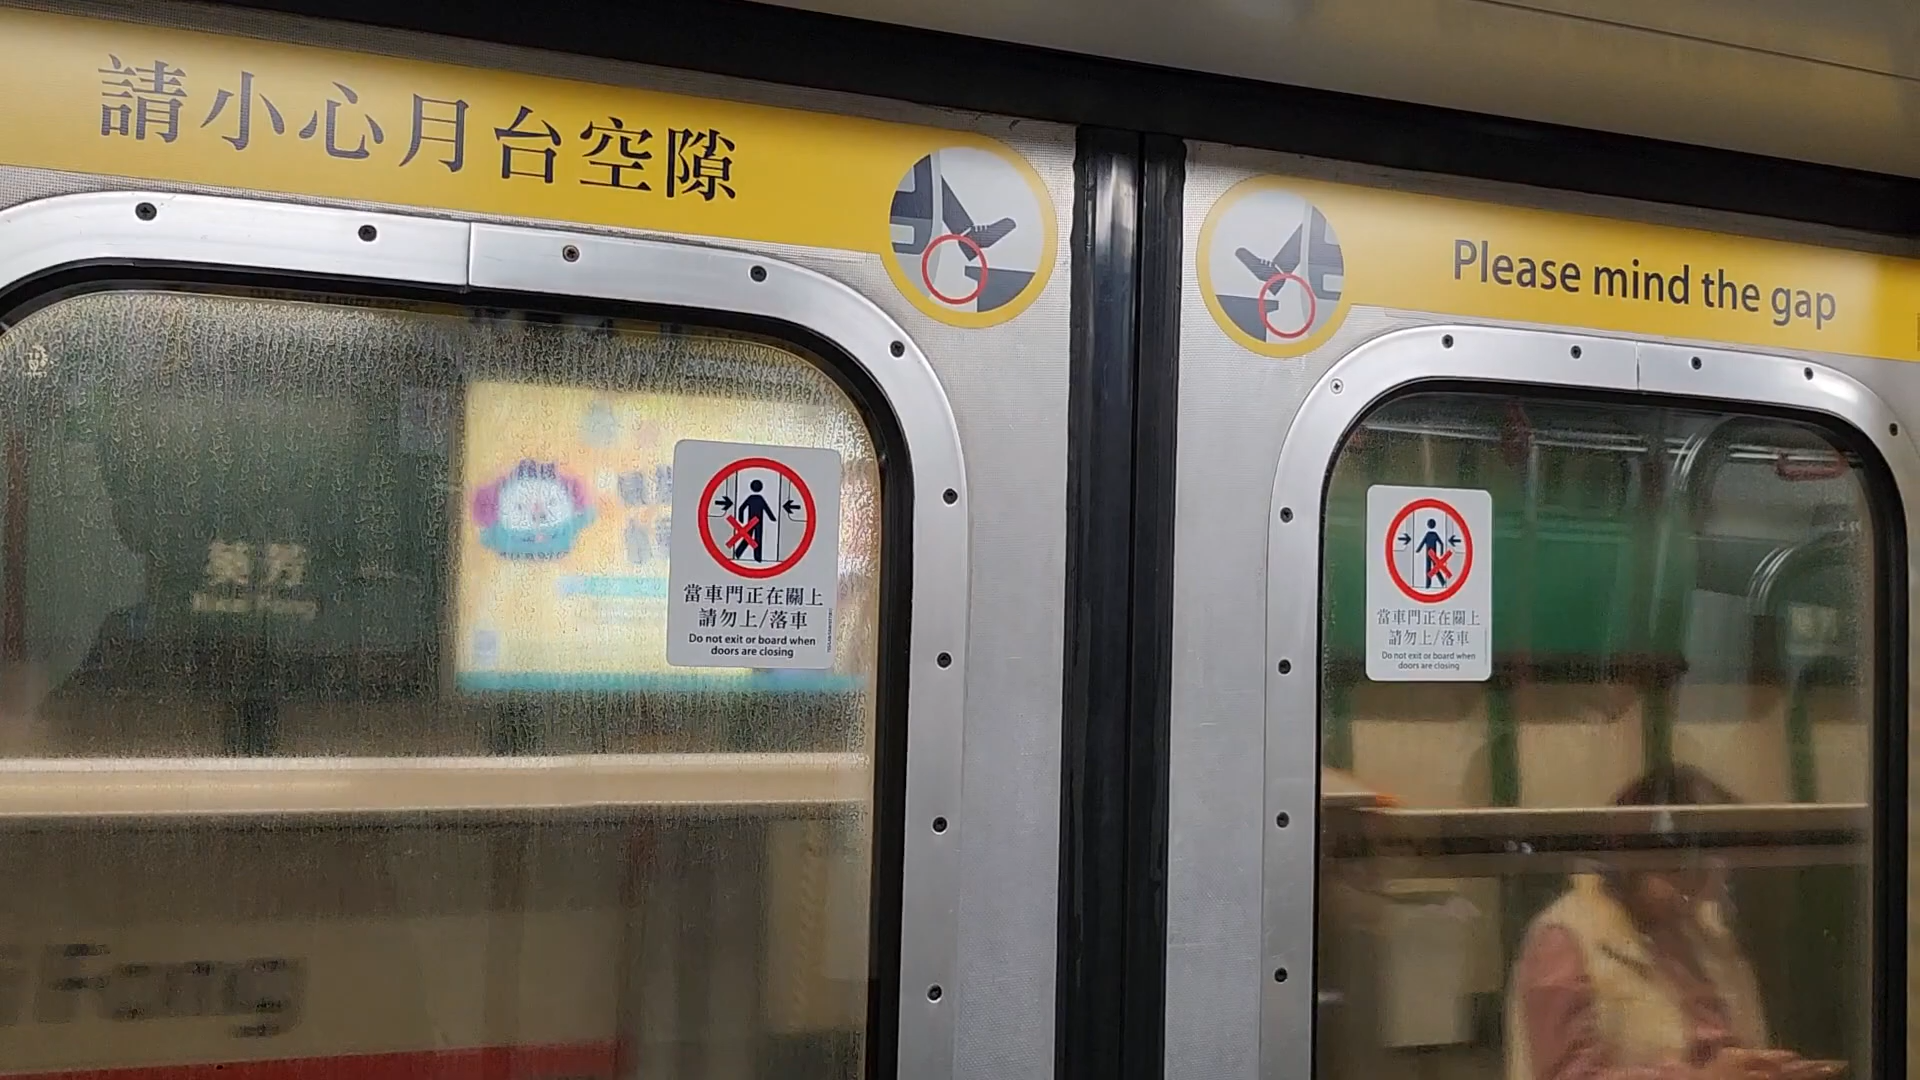 請小心月台空隙
Please mind the gap
當車門正在關上
請勿上/落車
Do not exit or board when
doors are closing
當車門正在關上
請勿上/落車
Do not exit or board when
doors are closing
葵芳